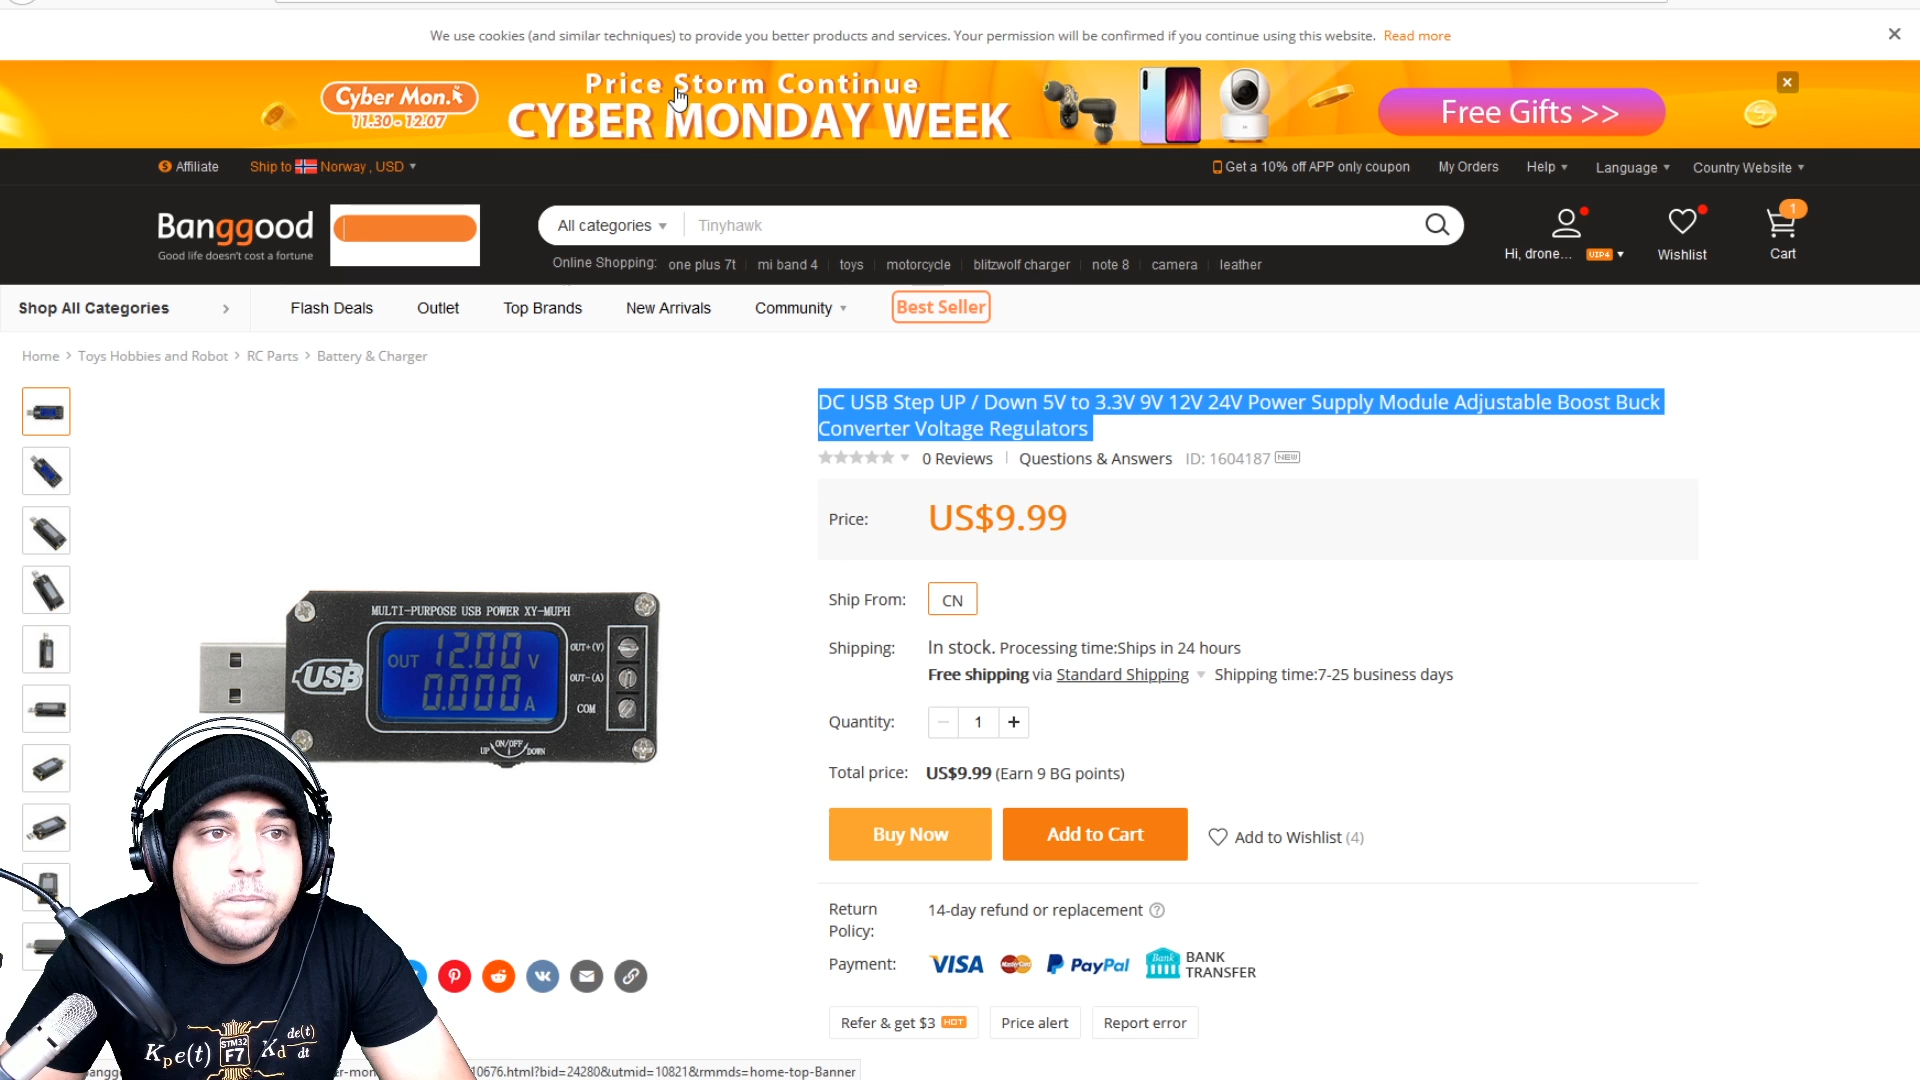 We use cookies (and similar techniques) to provide you better products and services. Your permission will be confirmed if you continue using this website. Read more
Cyber Mon.
11.30 - 12.07
Price Storm Continue
CYBER MONDAY WEEK
Free Gifts >>
Affiliate
Ship to Norway , USD
Get a 10% off APP only coupon
My Orders
Help
Language
Country Website
Banggood
Good life doesn't cost a fortune
All categories
Tinyhawk
Online Shopping: one plus 7t mi band 4 toys motorcycle blitzwolf charger note 8 camera leather
Hi, drone... VIP4
Wishlist
1
Cart
Shop All Categories >
Flash Deals
Outlet
Top Brands
New Arrivals
Community
Best Seller
Home > Toys Hobbies and Robot > RC Parts > Battery & Charger
DC USB Step UP / Down 5V to 3.3V 9V 12V 24V Power Supply Module Adjustable Boost Buck
Converter Voltage Regulators
0 Reviews Questions & Answers ID: 1604187 NEW
Price: US$9.99
Ship From: CN
Shipping: In stock. Processing time:Ships in 24 hours
Free shipping via Standard Shipping Shipping time:7-25 business days
Quantity: − 1 +
Total price: US$9.99 (Earn 9 BG points)
Buy Now
Add to Cart
Add to Wishlist (4)
Return
Policy:
14-day refund or replacement ?
Payment: VISA MasterCard PayPal Bank BANK
TRANSFER
Refer & get $3 HOT
Price alert
Report error
MULTI-PURPOSE USB POWER XY-MUPH
USB
OUT 12.00 V
0.000 A
OUT+(V)
OUT-(A)
COM
UP ON/OFF DOWN
Kpe(t) STM32 F7 Kd de(t)/dt
10676.html?bid=24280&utmid=10821&rmmds=home-top-Banner